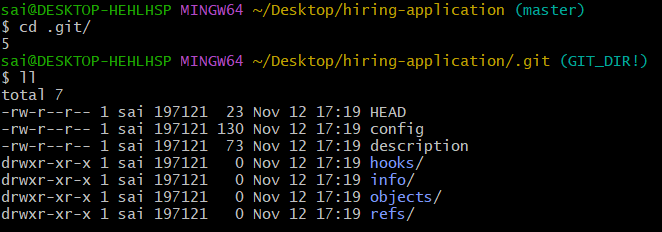 sai@DESKTOP-HEHLHSP MINGW64 ~/Desktop/hiring-application (master)
$ cd .git/
5
sai@DESKTOP-HEHLHSP MINGW64 ~/Desktop/hiring-application/.git (GIT_DIR!)
$ ll
total 7
-rw-r--r-- 1 sai 197121  23 Nov 12 17:19 HEAD
-rw-r--r-- 1 sai 197121 130 Nov 12 17:19 config
-rw-r--r-- 1 sai 197121  73 Nov 12 17:19 description
drwxr-xr-x 1 sai 197121   0 Nov 12 17:19 hooks/
drwxr-xr-x 1 sai 197121   0 Nov 12 17:19 info/
drwxr-xr-x 1 sai 197121   0 Nov 12 17:19 objects/
drwxr-xr-x 1 sai 197121   0 Nov 12 17:19 refs/